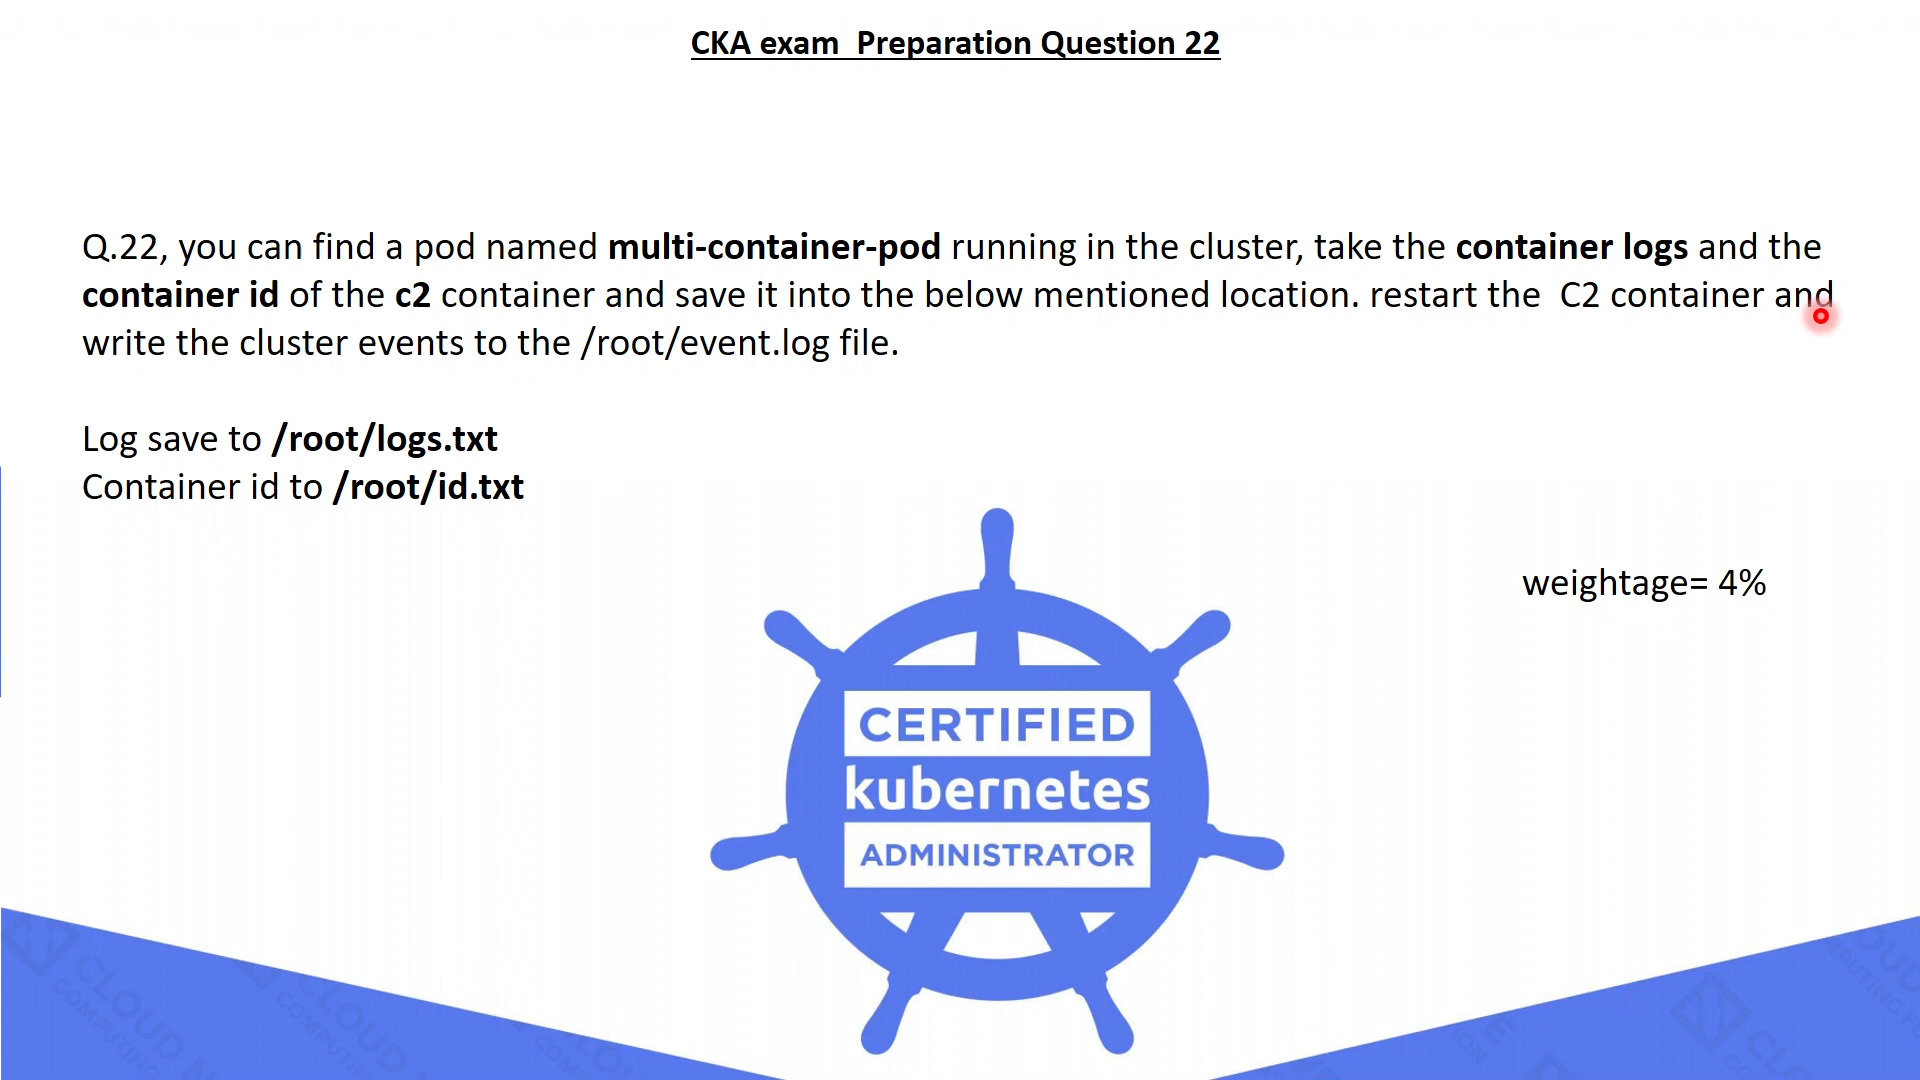 CKA exam  Preparation Question 22
Q.22, you can find a pod named multi-container-pod running in the cluster, take the container logs and the
container id of the c2 container and save it into the below mentioned location. restart the  C2 container and
write the cluster events to the /root/event.log file.
Log save to /root/logs.txt
Container id to /root/id.txt
weightage= 4%
CERTIFIED
kubernetes
ADMINISTRATOR
CLOUD
COMPUTING